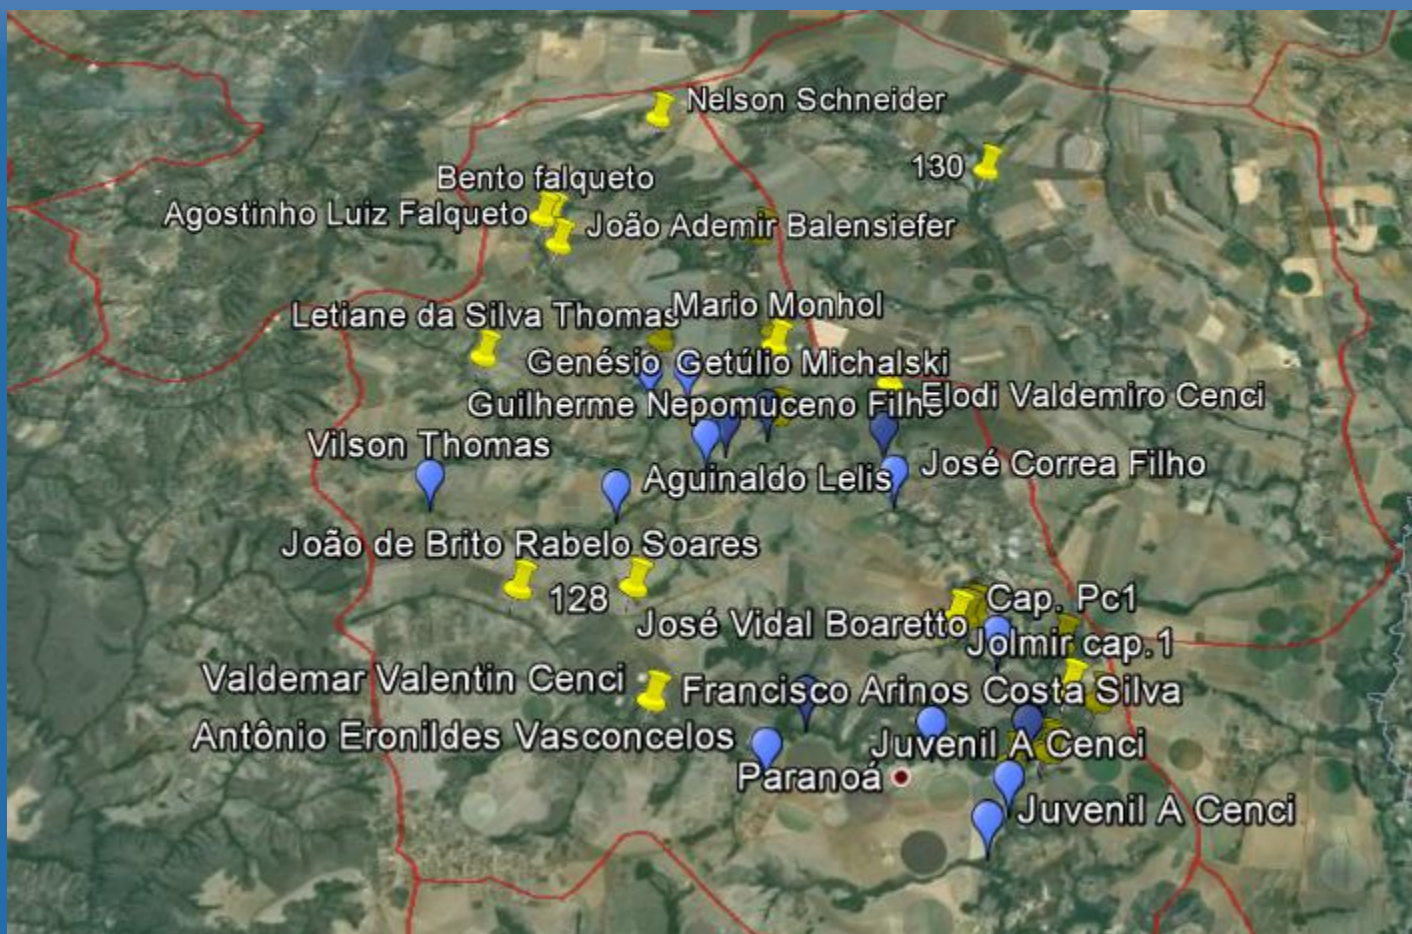 Nelson Schneider
130
Bento falqueto
Agostinho Luiz Falqueto
João Ademir Balensiefer
Mario Monhol
Letiane da Silva Thomas
Genésio Getúlio Michalski
Elodi Valdemiro Cenci
Guilherme Nepomuceno Filho
Vilson Thomas
José Correa Filho
Aguinaldo Lelis
João de Brito Rabelo Soares
128
Cap. Pc1
José Vidal Boaretto
Jolmir cap.1
Valdemar Valentin Cenci
Francisco Arinos Costa Silva
Antônio Eronildes Vasconcelos
Juvenil A Cenci
Paranoá
Juvenil A Cenci